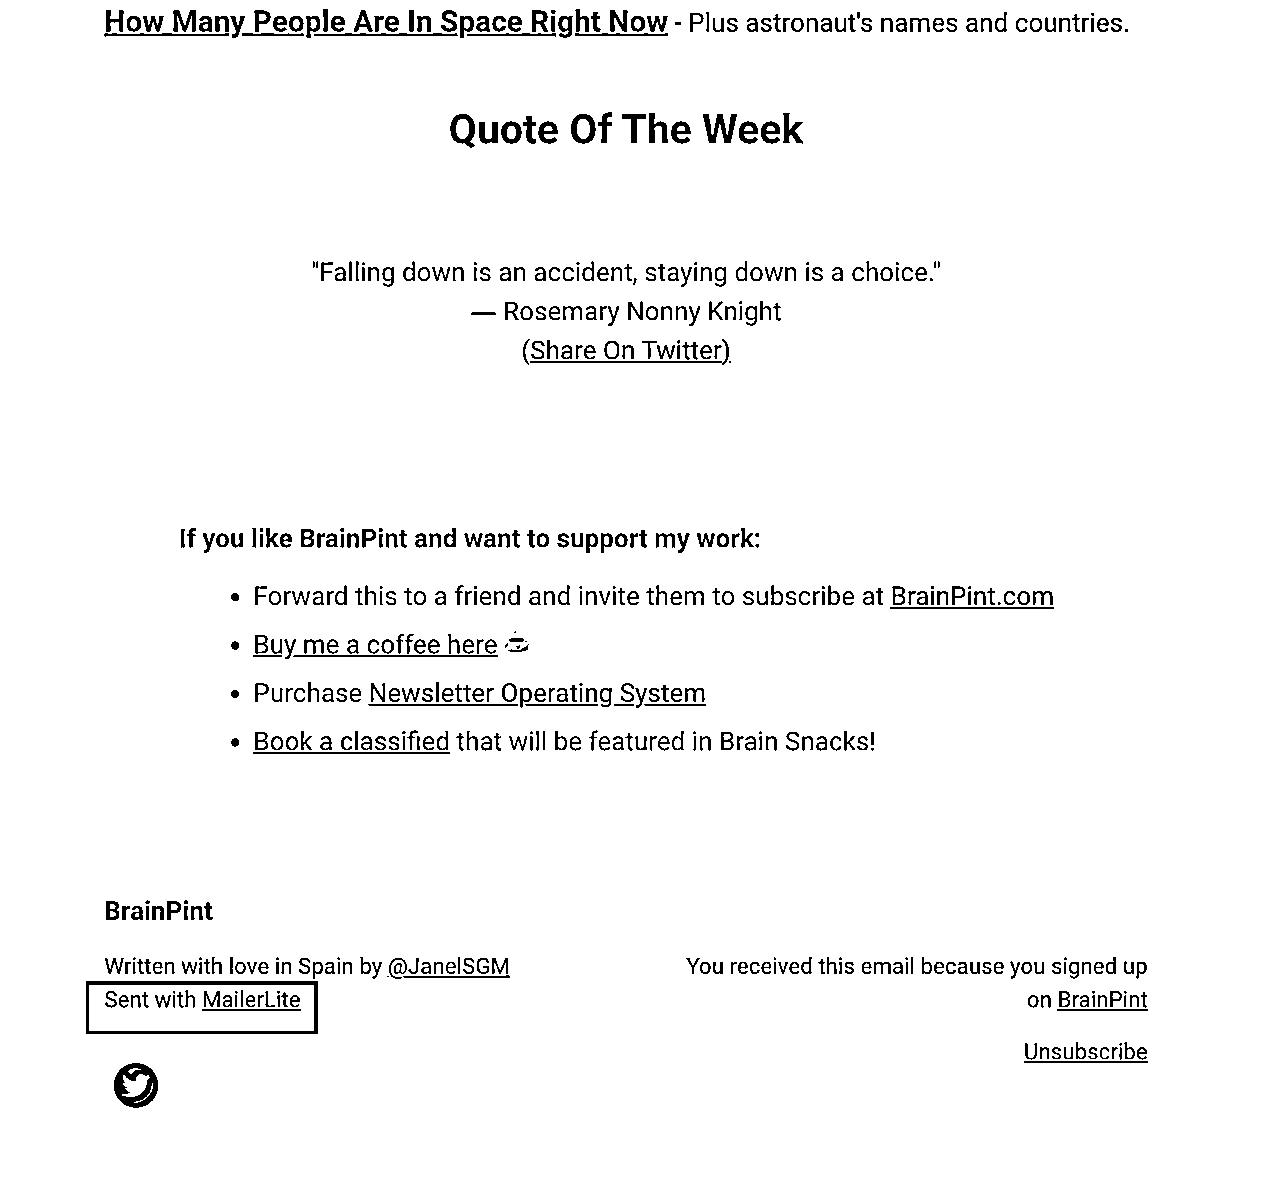 How Many People Are In Space Right Now - Plus astronaut's names and countries.
Quote Of The Week
"Falling down is an accident, staying down is a choice."
— Rosemary Nonny Knight
(Share On Twitter)
If you like BrainPint and want to support my work:
• Forward this to a friend and invite them to subscribe at BrainPint.com
• Buy me a coffee here ☕
• Purchase Newsletter Operating System
• Book a classified that will be featured in Brain Snacks!
BrainPint
Written with love in Spain by @JanelSGM
Sent with MailerLite
You received this email because you signed up
on BrainPint
Unsubscribe